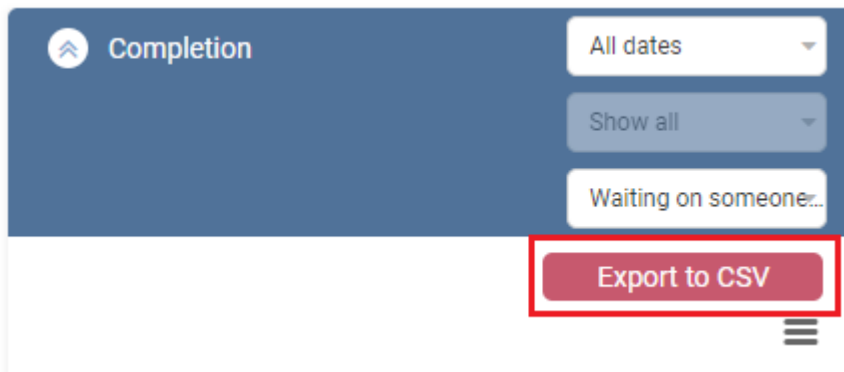 Completion
All dates
Show all
Waiting on someone...
Export to CSV